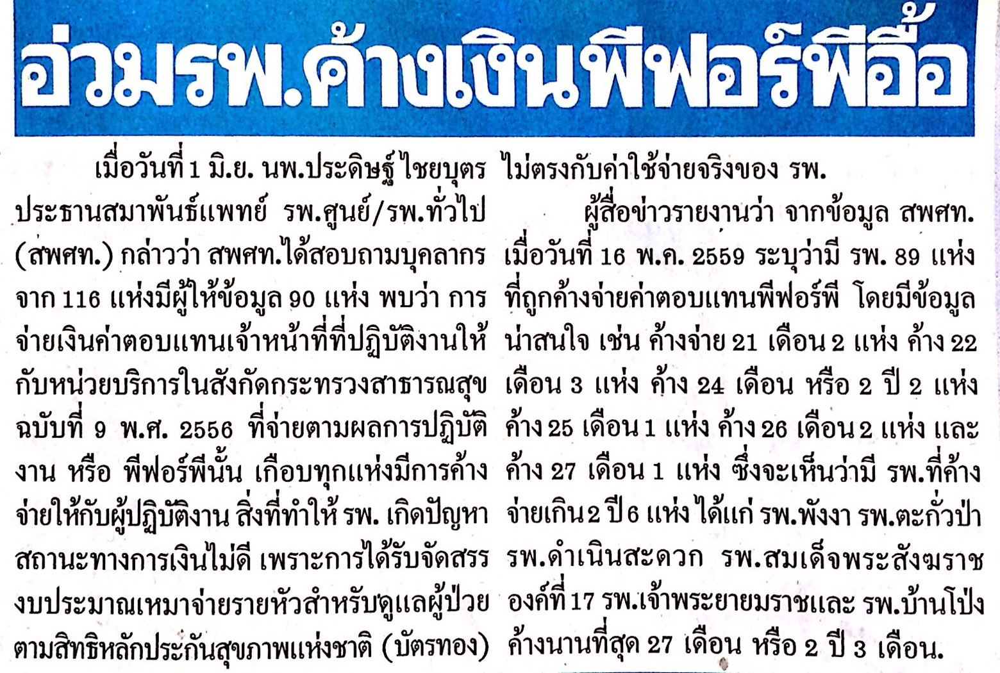 อ่วมรพ.ค้างเงินพีฟอร์พีอื้อ
เมื่อวันที่ 1 มิ.ย. นพ.ประดิษฐ์ ไชยบุตร
ประธานสมาพันธ์แพทย์ รพ.ศูนย์/รพ.ทั่วไป
(สพศท.) กล่าวว่า สพศท.ได้สอบถามบุคลากร
จาก 116 แห่งมีผู้ให้ข้อมูล 90 แห่ง พบว่า การ
จ่ายเงินค่าตอบแทนเจ้าหน้าที่ที่ปฏิบัติงานให้
กับหน่วยบริการในสังกัดกระทรวงสาธารณสุข
ฉบับที่ 9 พ.ศ. 2556 ที่จ่ายตามผลการปฏิบัติ
งาน หรือ พีฟอร์พีนั้น เกือบทุกแห่งมีการค้าง
จ่ายให้กับผู้ปฏิบัติงาน สิ่งที่ทำให้ รพ. เกิดปัญหา
สถานะทางการเงินไม่ดี เพราะการได้รับจัดสรร
งบประมาณเหมาจ่ายรายหัวสำหรับดูแลผู้ป่วย
ตามสิทธิหลักประกันสุขภาพแห่งชาติ (บัตรทอง)
ไม่ตรงกับค่าใช้จ่ายจริงของ รพ.
ผู้สื่อข่าวรายงานว่า จากข้อมูล สพศท.
เมื่อวันที่ 16 พ.ค. 2559 ระบุว่ามี รพ. 89 แห่ง
ที่ถูกค้างจ่ายค่าตอบแทนพีฟอร์พี โดยมีข้อมูล
น่าสนใจ เช่น ค้างจ่าย 21 เดือน 2 แห่ง ค้าง 22
เดือน 3 แห่ง ค้าง 24 เดือน หรือ 2 ปี 2 แห่ง
ค้าง 25 เดือน 1 แห่ง ค้าง 26 เดือน 2 แห่ง และ
ค้าง 27 เดือน 1 แห่ง ซึ่งจะเห็นว่ามี รพ.ที่ค้าง
จ่ายเกิน 2 ปี 6 แห่ง ได้แก่ รพ.พังงา รพ.ตะกั่วป่า
รพ.ดำเนินสะดวก รพ.สมเด็จพระสังฆราช
องค์ที่ 17 รพ.เจ้าพระยายมราชและ รพ.บ้านโป่ง
ค้างนานที่สุด 27 เดือน หรือ 2 ปี 3 เดือน.